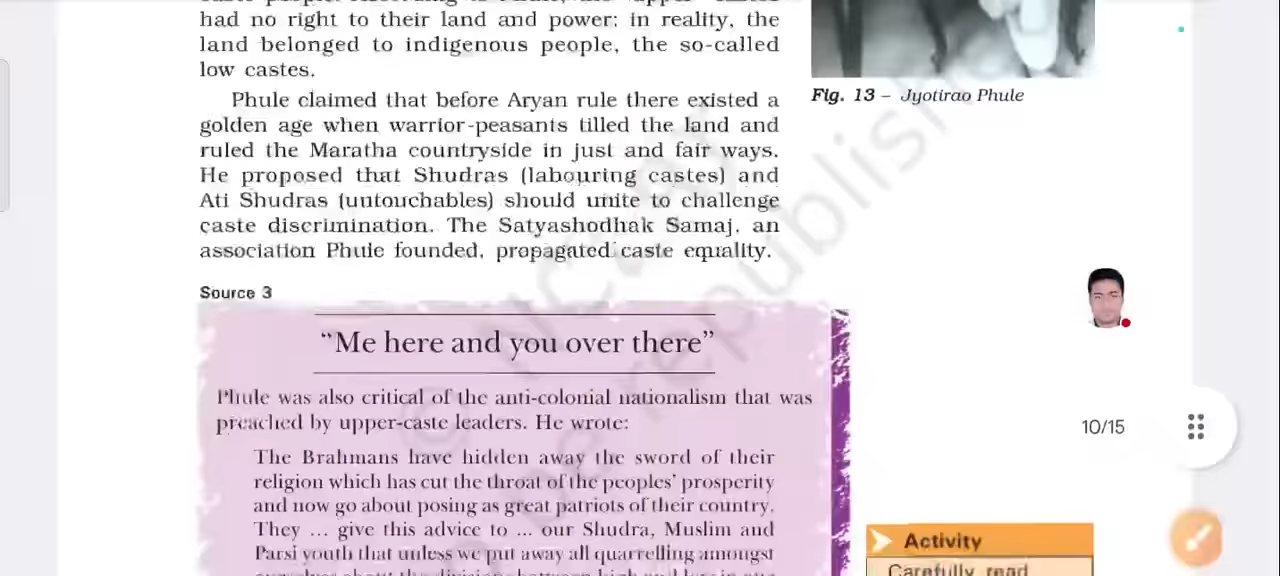 had no right to their land and power; in reality, the
land belonged to indigenous people, the so-called
low castes.
Phule claimed that before Aryan rule there existed a
golden age when warrior-peasants tilled the land and
ruled the Maratha countryside in just and fair ways.
He proposed that Shudras (labouring castes) and
Ati Shudras (untouchables) should unite to challenge
caste discrimination. The Satyashodhak Samaj, an
association Phule founded, propagated caste equality.
Fig. 13 – Jyotirao Phule
Source 3
“Me here and you over there”
Phule was also critical of the anti-colonial nationalism that was
preached by upper-caste leaders. He wrote:
The Brahmans have hidden away the sword of their
religion which has cut the throat of the peoples’ prosperity
and now go about posing as great patriots of their country.
They ... give this advice to ... our Shudra, Muslim and
Parsi youth that unless we put away all quarrelling amongst
10/15
Activity
Carefully read